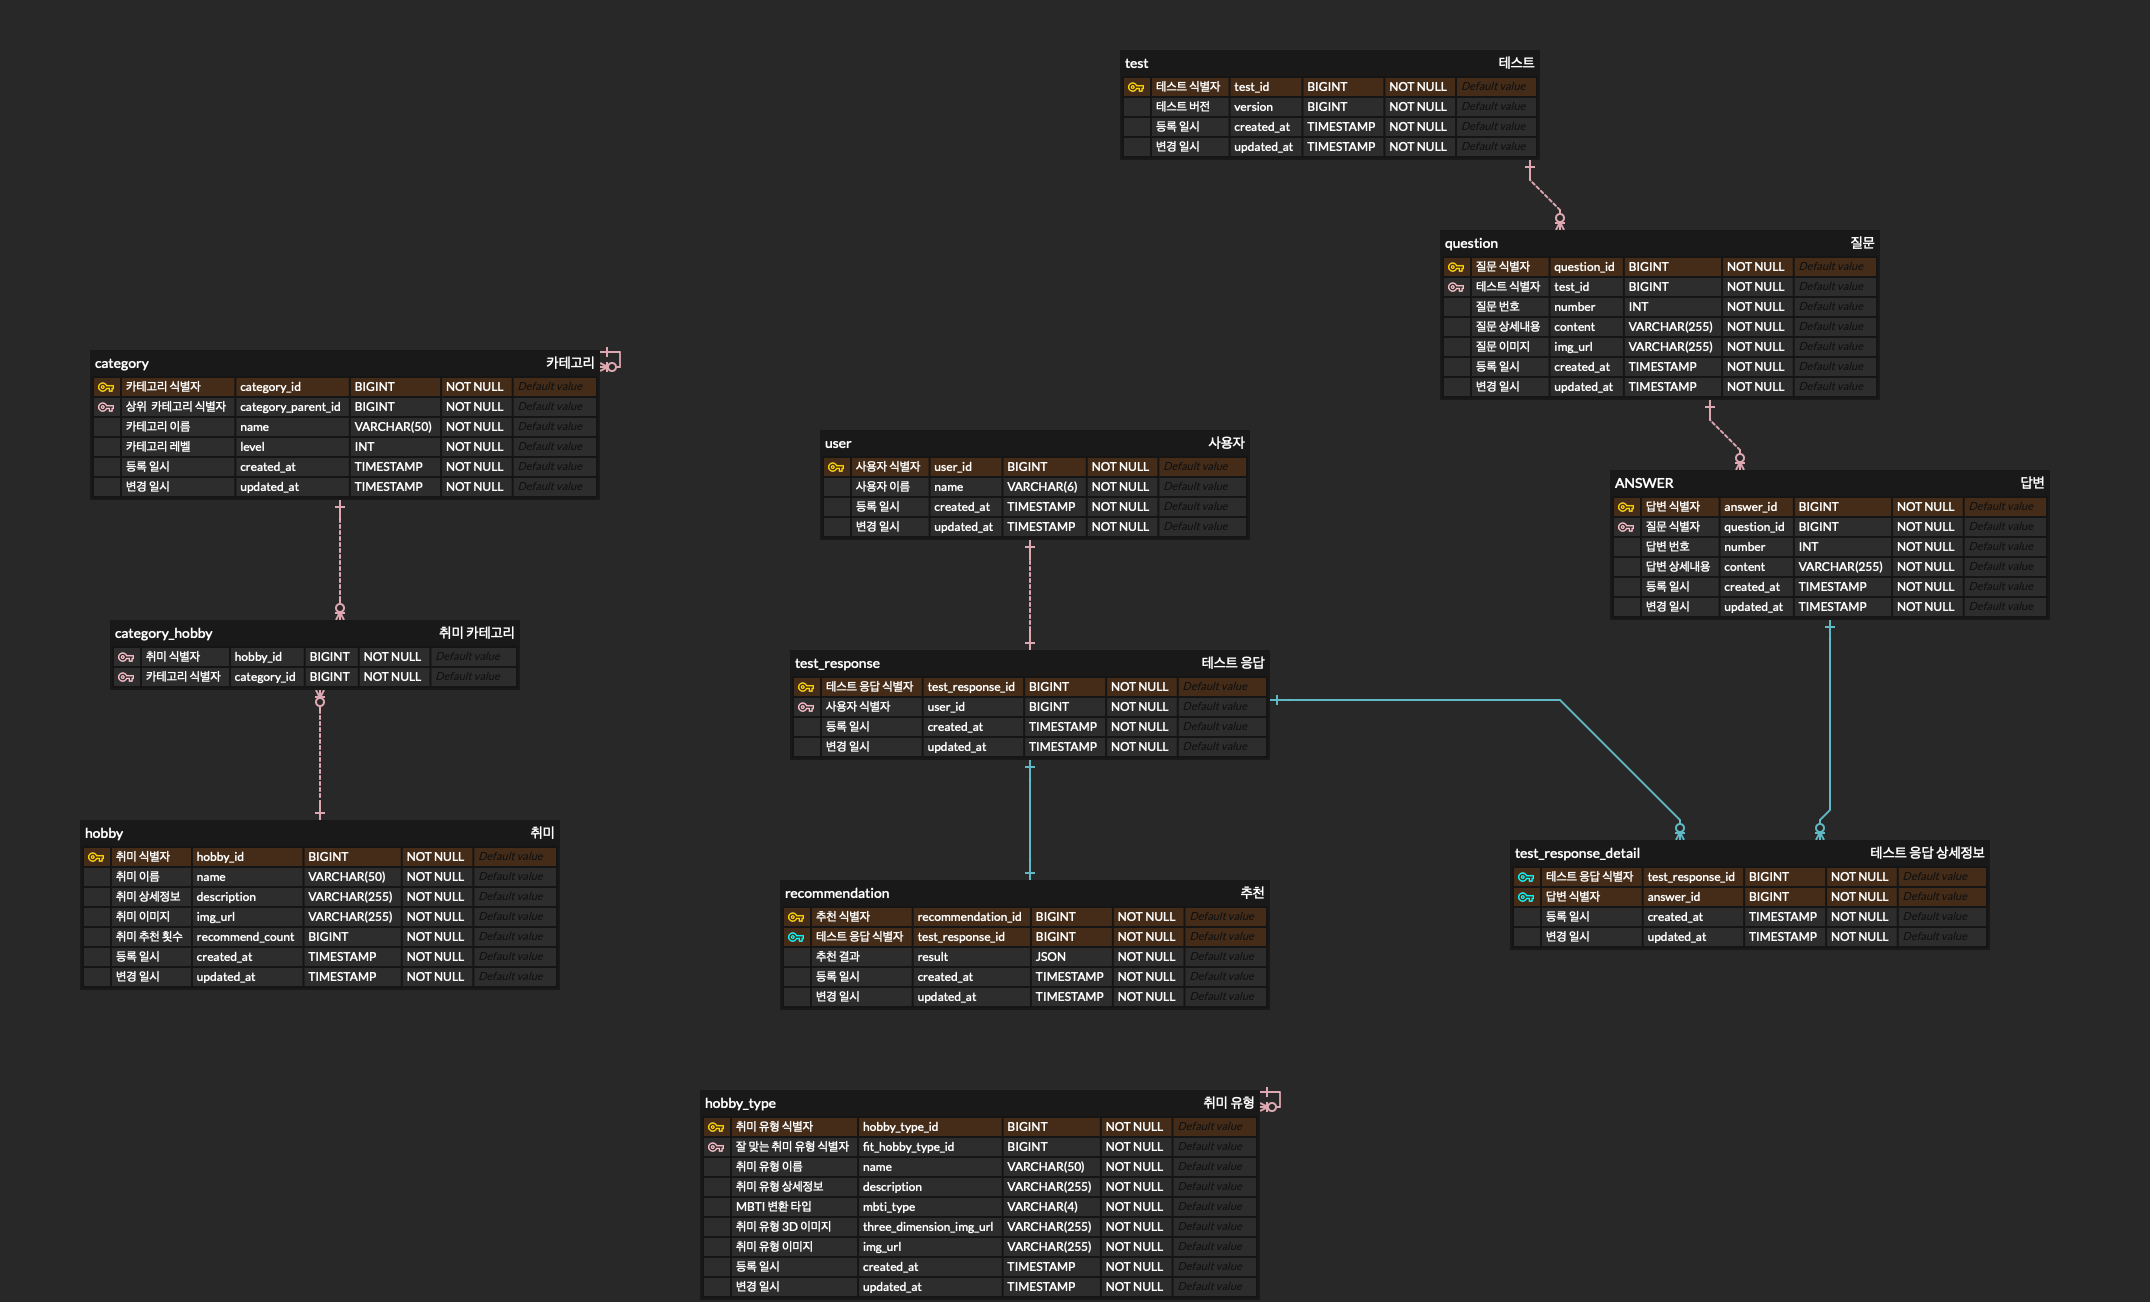 test 테스트
테스트 식별자 test_id BIGINT NOT NULL Default value
테스트 버전 version BIGINT NOT NULL Default value
등록 일시 created_at TIMESTAMP NOT NULL Default value
변경 일시 updated_at TIMESTAMP NOT NULL Default value
question 질문
질문 식별자 question_id BIGINT NOT NULL Default value
테스트 식별자 test_id BIGINT NOT NULL Default value
질문 번호 number INT NOT NULL Default value
질문 상세내용 content VARCHAR(255) NOT NULL Default value
질문 이미지 img_url VARCHAR(255) NOT NULL Default value
등록 일시 created_at TIMESTAMP NOT NULL Default value
변경 일시 updated_at TIMESTAMP NOT NULL Default value
category 카테고리
카테고리 식별자 category_id BIGINT NOT NULL Default value
상위 카테고리 식별자 category_parent_id BIGINT NOT NULL Default value
카테고리 이름 name VARCHAR(50) NOT NULL Default value
카테고리 레벨 level INT NOT NULL Default value
등록 일시 created_at TIMESTAMP NOT NULL Default value
변경 일시 updated_at TIMESTAMP NOT NULL Default value
user 사용자
사용자 식별자 user_id BIGINT NOT NULL Default value
사용자 이름 name VARCHAR(6) NOT NULL Default value
등록 일시 created_at TIMESTAMP NOT NULL Default value
변경 일시 updated_at TIMESTAMP NOT NULL Default value
ANSWER 답변
답변 식별자 answer_id BIGINT NOT NULL Default value
질문 식별자 question_id BIGINT NOT NULL Default value
답변 번호 number INT NOT NULL Default value
답변 상세내용 content VARCHAR(255) NOT NULL Default value
등록 일시 created_at TIMESTAMP NOT NULL Default value
변경 일시 updated_at TIMESTAMP NOT NULL Default value
category_hobby 취미 카테고리
취미 식별자 hobby_id BIGINT NOT NULL Default value
카테고리 식별자 category_id BIGINT NOT NULL Default value
test_response 테스트 응답
테스트 응답 식별자 test_response_id BIGINT NOT NULL Default value
사용자 식별자 user_id BIGINT NOT NULL Default value
등록 일시 created_at TIMESTAMP NOT NULL Default value
변경 일시 updated_at TIMESTAMP NOT NULL Default value
hobby 취미
취미 식별자 hobby_id BIGINT NOT NULL Default value
취미 이름 name VARCHAR(50) NOT NULL Default value
취미 상세정보 description VARCHAR(255) NOT NULL Default value
취미 이미지 img_url VARCHAR(255) NOT NULL Default value
취미 추천 횟수 recommend_count BIGINT NOT NULL Default value
등록 일시 created_at TIMESTAMP NOT NULL Default value
변경 일시 updated_at TIMESTAMP NOT NULL Default value
recommendation 추천
추천 식별자 recommendation_id BIGINT NOT NULL Default value
테스트 응답 식별자 test_response_id BIGINT NOT NULL Default value
추천 결과 result JSON NOT NULL Default value
등록 일시 created_at TIMESTAMP NOT NULL Default value
변경 일시 updated_at TIMESTAMP NOT NULL Default value
test_response_detail 테스트 응답 상세정보
테스트 응답 식별자 test_response_id BIGINT NOT NULL Default value
답변 식별자 answer_id BIGINT NOT NULL Default value
등록 일시 created_at TIMESTAMP NOT NULL Default value
변경 일시 updated_at TIMESTAMP NOT NULL Default value
hobby_type 취미 유형
취미 유형 식별자 hobby_type_id BIGINT NOT NULL Default value
잘 맞는 취미 유형 식별자 fit_hobby_type_id BIGINT NOT NULL Default value
취미 유형 이름 name VARCHAR(50) NOT NULL Default value
취미 유형 상세정보 description VARCHAR(255) NOT NULL Default value
MBTI 변환 타입 mbti_type VARCHAR(4) NOT NULL Default value
취미 유형 3D 이미지 three_dimension_img_url VARCHAR(255) NOT NULL Default value
취미 유형 이미지 img_url VARCHAR(255) NOT NULL Default value
등록 일시 created_at TIMESTAMP NOT NULL Default value
변경 일시 updated_at TIMESTAMP NOT NULL Default value